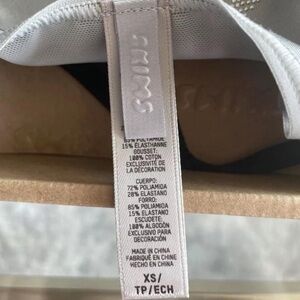 SKIMS
85% POLYAMIDE
15% ÉLASTHANNE
GOUSSET:
100% COTON
EXCLUSIVITÉ DE
LA DÉCORATION
CUERPO:
72% POLIAMIDA
28% ELASTANO
FORRO:
85% POLIAMIDA
15% ELASTANO
ESCUDETE:
100% ALGODÓN
EXCLUSIVO PARA
DECORACIÓN
MADE IN CHINA
FABRIQUÉ EN CHINE
HECHO EN CHINA
XS/
TP/ECH